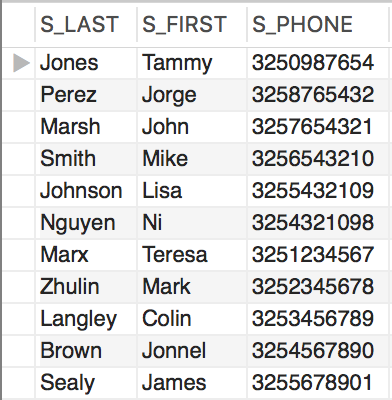 S_LAST S_FIRST S_PHONE
Jones Tammy 3250987654
Perez Jorge 3258765432
Marsh John 3257654321
Smith Mike 3256543210
Johnson Lisa 3255432109
Nguyen Ni 3254321098
Marx Teresa 3251234567
Zhulin Mark 3252345678
Langley Colin 3253456789
Brown Jonnel 3254567890
Sealy James 3255678901